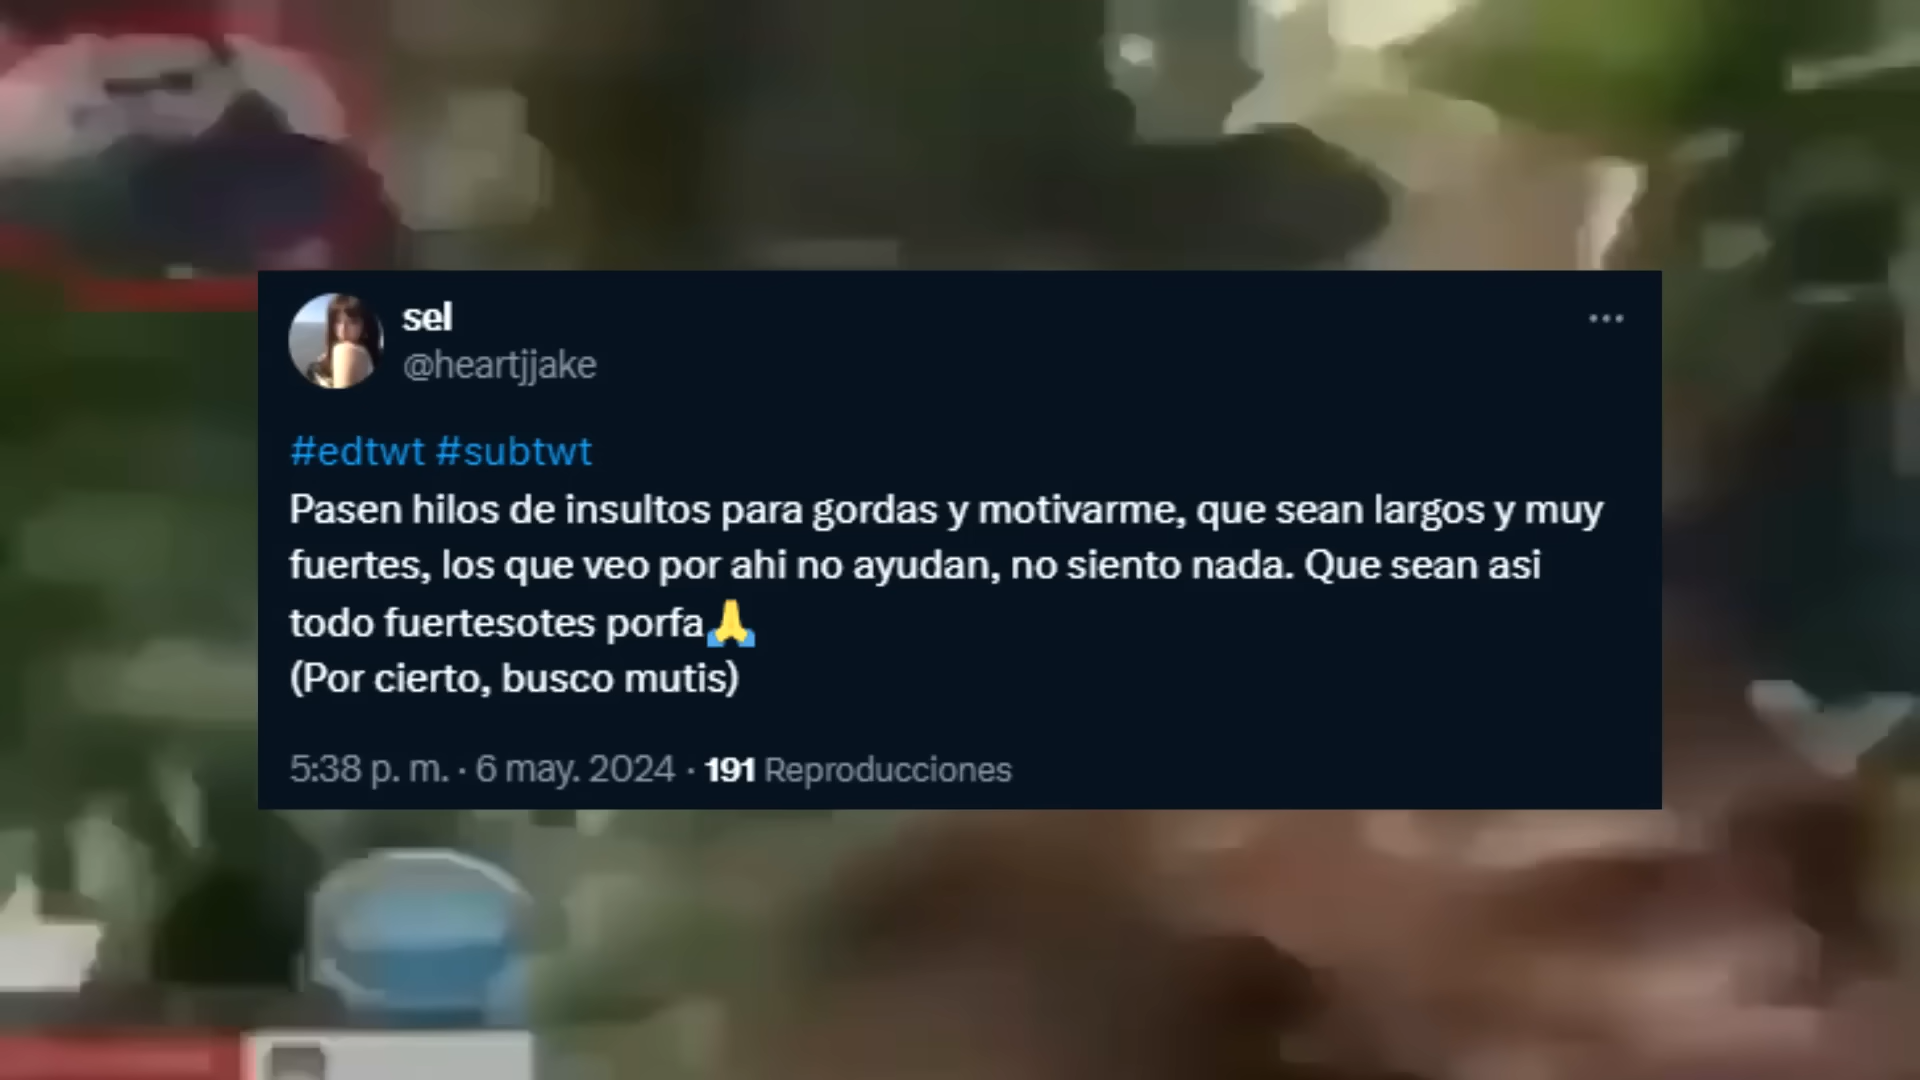 sel
@heartjjake
#edtwt #subtwt
Pasen hilos de insultos para gordas y motivarme, que sean largos y muy
fuertes, los que veo por ahi no ayudan, no siento nada. Que sean asi
todo fuertesotes porfa🙏
(Por cierto, busco mutis)
5:38 p. m. · 6 may. 2024 · 191 Reproducciones